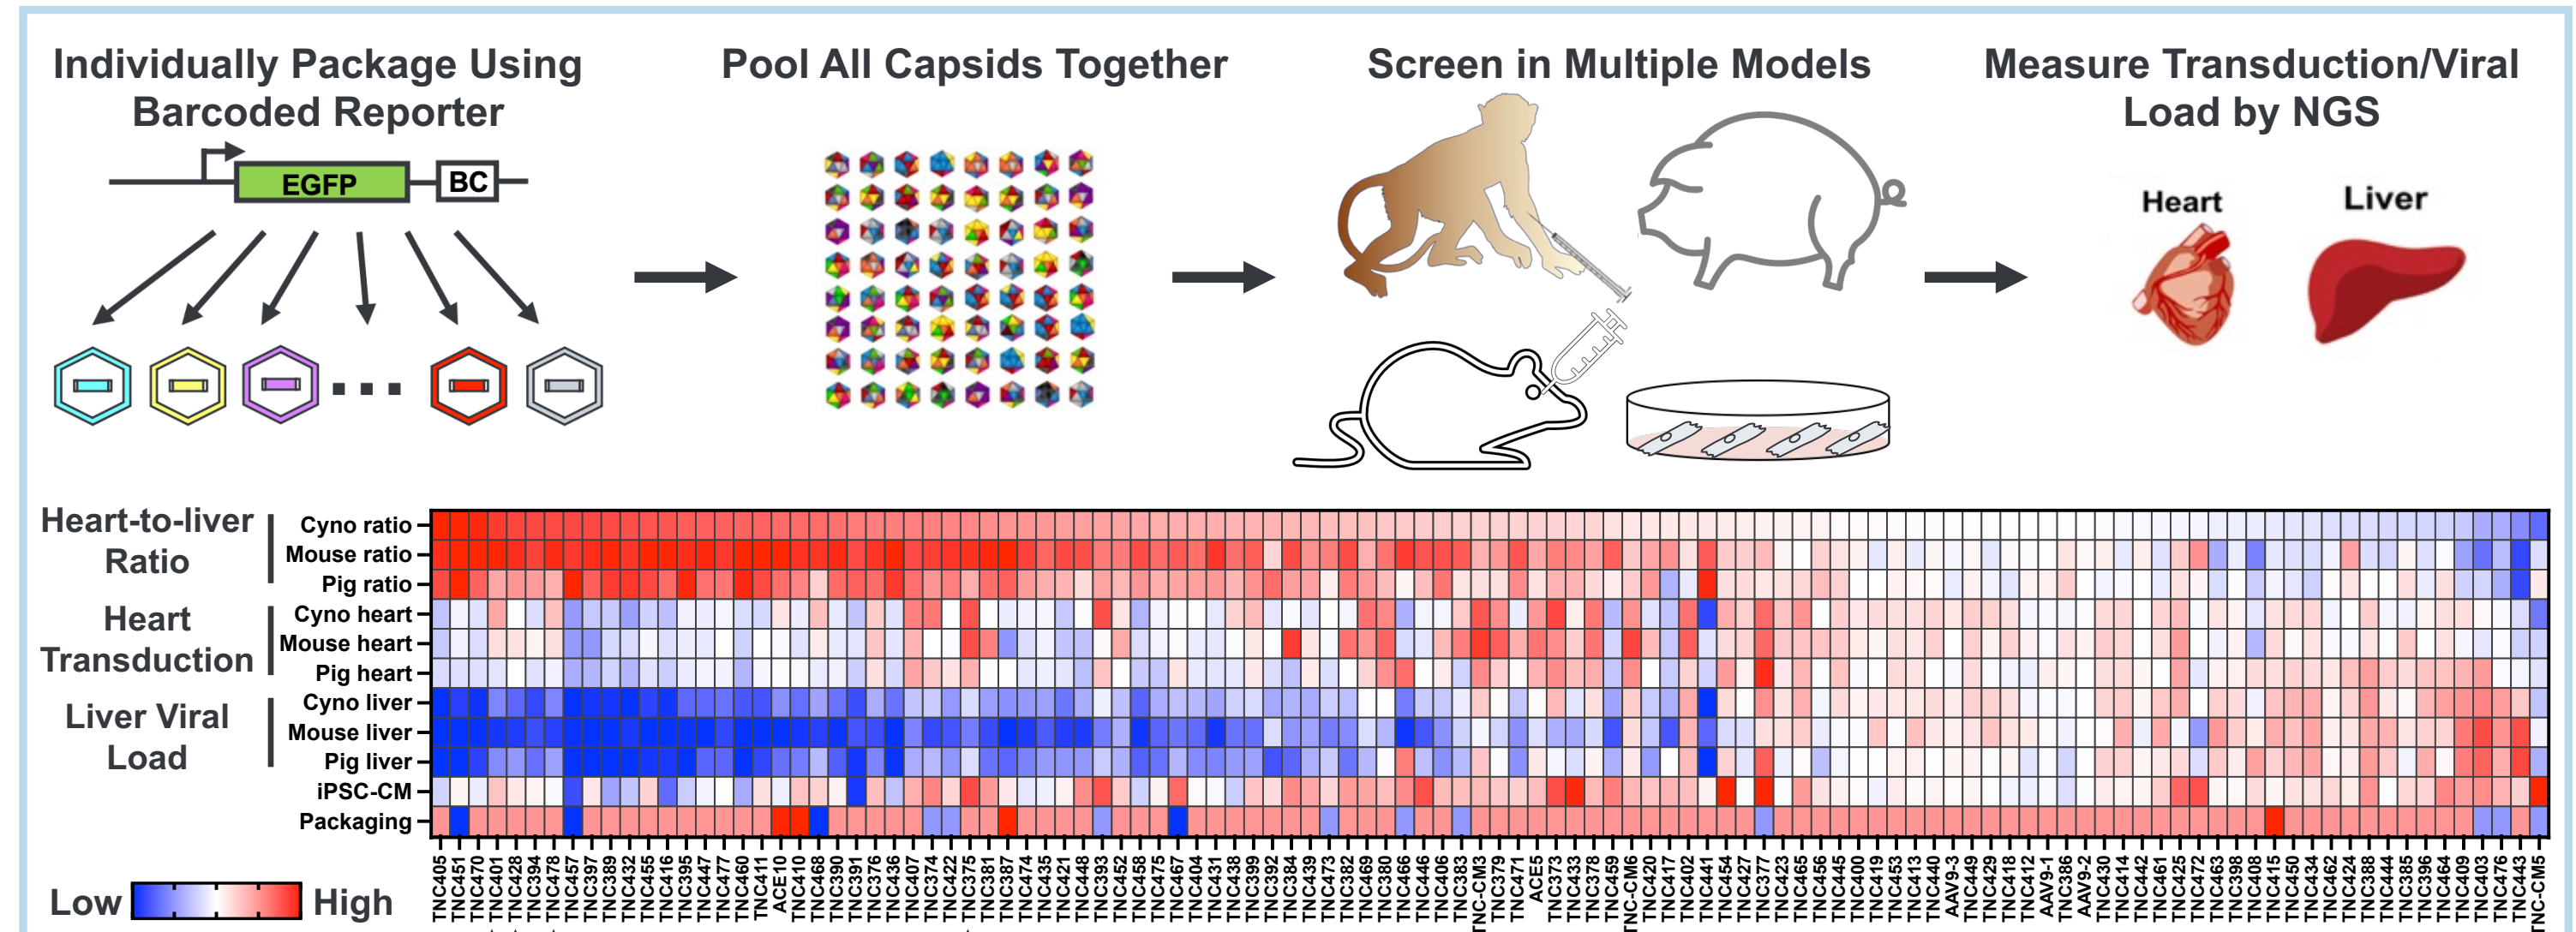 Individually Package Using
Barcoded Reporter
EGFP
BC
...
Pool All Capsids Together
Screen in Multiple Models
Measure Transduction/Viral
Load by NGS
Heart
Liver
Heart-to-liver
Ratio
Cyno ratio
Mouse ratio
Pig ratio
Heart
Transduction
Cyno heart
Mouse heart
Pig heart
Liver Viral
Load
Cyno liver
Mouse liver
Pig liver
iPSC-CM
Packaging
Low
High
TNC405
TNC451
TNC470
TNC401
TNC428
TNC394
TNC478
TNC457
TNC397
TNC389
TNC432
TNC455
TNC416
TNC395
TNC447
TNC477
TNC460
TNC411
ACE10
TNC410
TNC468
TNC390
TNC391
TNC376
TNC436
TNC407
TNC374
TNC422
TNC375
TNC381
TNC387
TNC474
TNC435
TNC421
TNC448
TNC393
TNC452
TNC458
TNC475
TNC467
TNC404
TNC431
TNC438
TNC399
TNC392
TNC384
TNC439
TNC473
TNC382
TNC469
TNC380
TNC466
TNC446
TNC406
TNC383
TNC-CM3
TNC379
TNC471
ACE5
TNC373
TNC433
TNC378
TNC459
TNC-CM6
TNC420
TNC417
TNC402
TNC441
TNC454
TNC427
TNC377
TNC423
TNC465
TNC456
TNC445
TNC400
TNC419
TNC453
TNC413
TNC440
AAV9-3
TNC449
TNC429
TNC418
TNC412
AAV9-1
TNC386
AAV9-2
TNC430
TNC414
TNC442
TNC461
TNC425
TNC472
TNC463
TNC398
TNC408
TNC415
TNC450
TNC434
TNC462
TNC424
TNC388
TNC444
TNC385
TNC396
TNC464
TNC409
TNC403
TNC476
TNC443
TNC-CM5